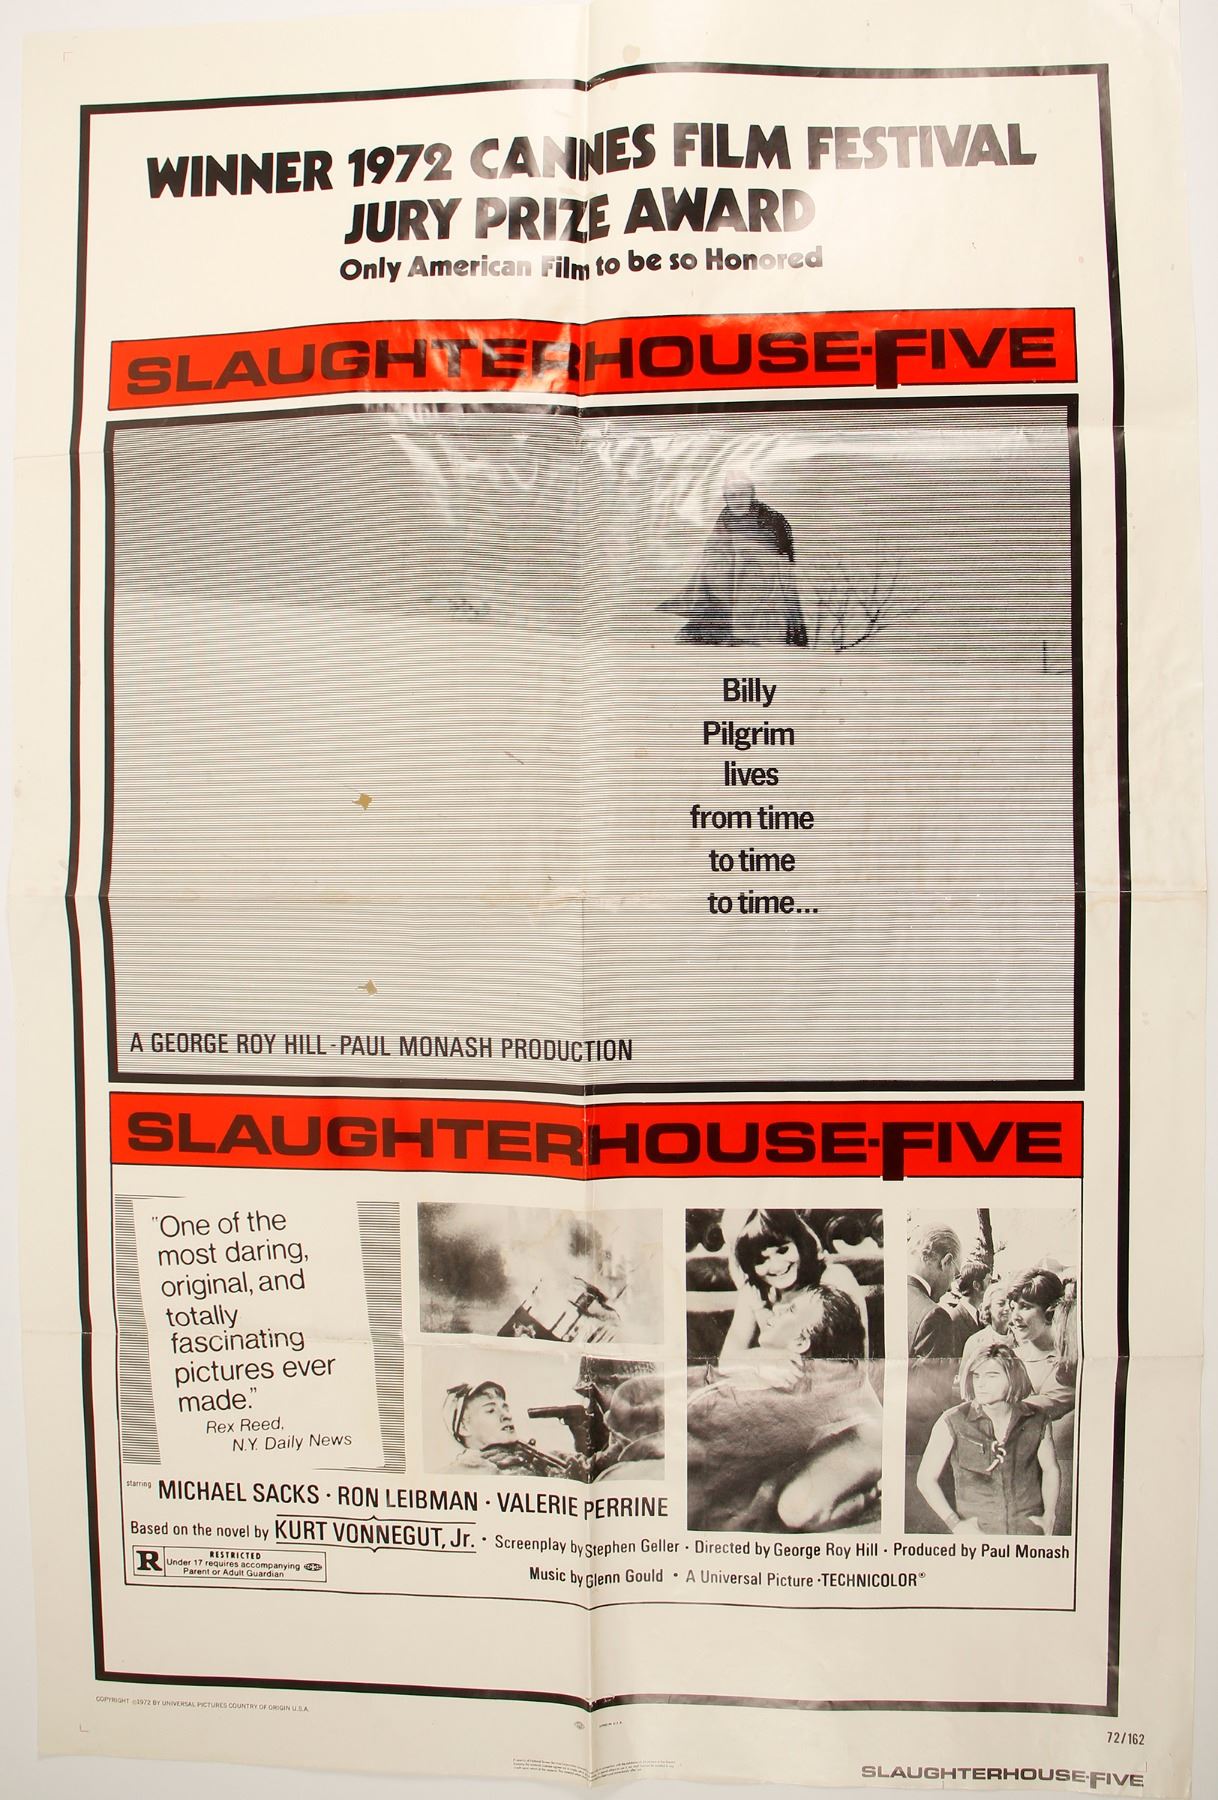 WINNER 1972 CANNES FILM FESTIVAL
JURY PRIZE AWARD
Only American Film to be so Honored
SLAUGHTERHOUSE-FIVE
Billy
Pilgrim
lives
from time
to time
to time...
A GEORGE ROY HILL - PAUL MONASH PRODUCTION
SLAUGHTERHOUSE-FIVE
"One of the
most daring,
original, and
totally
fascinating
pictures ever
made."
Rex Reed,
N.Y. Daily News
starring MICHAEL SACKS · RON LEIBMAN · VALERIE PERRINE
Based on the novel by KURT VONNEGUT, Jr. · Screenplay by Stephen Geller · Directed by George Roy Hill · Produced by Paul Monash
R RESTRICTED
Under 17 requires accompanying
Parent or Adult Guardian
Music by Glenn Gould · A Universal Picture · TECHNICOLOR®
COPYRIGHT ©1972 BY UNIVERSAL PICTURES COUNTRY OF ORIGIN U.S.A.
72/162
SLAUGHTERHOUSE-FIVE